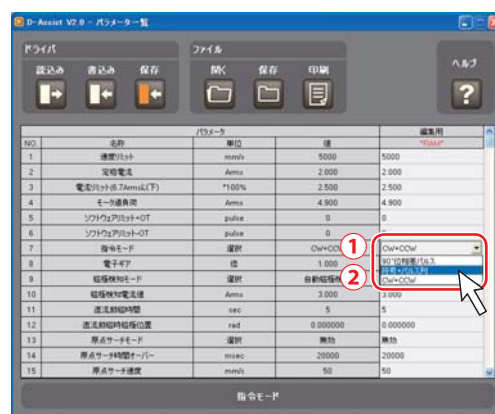 D-Assist V2.0 - パラメーター一覧
ドライバ ファイル
読込み 書込み 保存 開く 保存 印刷 ヘルプ
パラメータ 編集用
NO. 名称 単位 値 *RAM*
1 速度リミット mm/s 5000 5000
2 定格電流 Arms 2.000 2.000
3 電流リミット(6.7Arms以下) *100% 2.500 2.500
4 モータ過負荷 Arms 4.900 4.900
5 ソフトウェアリミット+OT pulse 0 0
6 ソフトウェアリミット-OT pulse 0
7 指令モード 選択 CW+CCW ① CW+CCW
90°位相差パルス
② 符号+パルス列
CW+CCW
8 電子ギア 倍 1.000
9 磁極検知モード 選択 自動磁極検
10 磁極検知電流値 Arms 3.000 3.000
11 直流励磁時間 sec 5 5
12 直流励磁時磁極位置 rad 0.000000 0.000000
13 原点サーチモード 選択 無効 無効
14 原点サーチ時間オーバー msec 20000 20000
15 原点サーチ速度 mm/s 50 50
指令モード